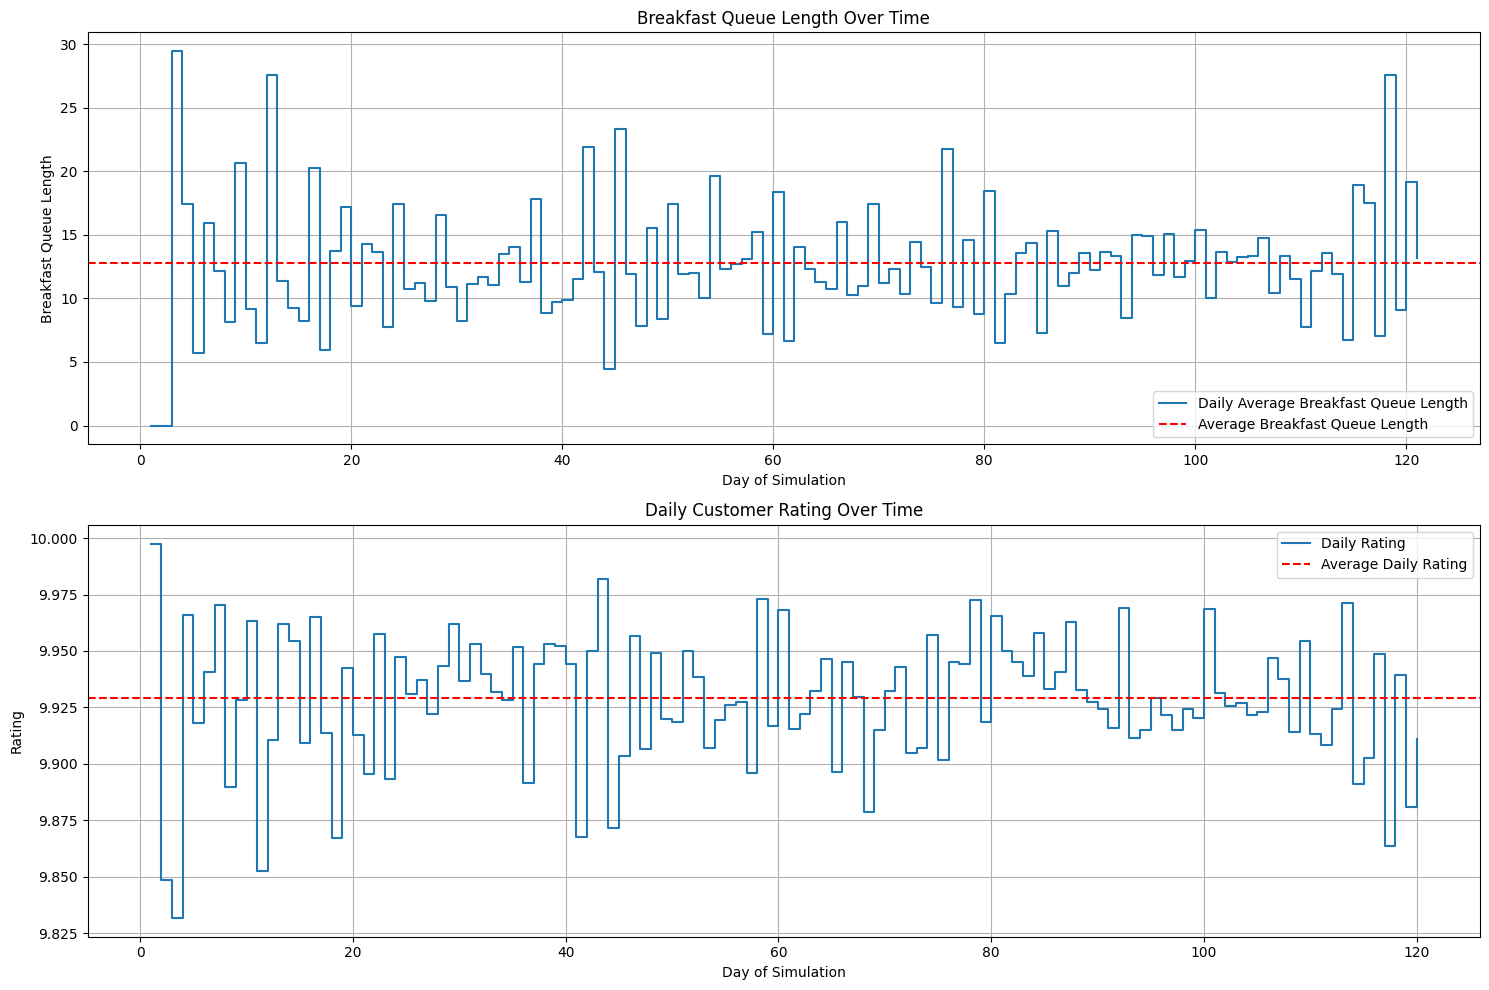 Breakfast Queue Length Over Time
Breakfast Queue Length
30
25
20
15
10
5
0
Daily Average Breakfast Queue Length
Average Breakfast Queue Length
0 20 40 60 80 100 120
Day of Simulation
Daily Customer Rating Over Time
Rating
10.000
9.975
9.950
9.925
9.900
9.875
9.850
9.825
Daily Rating
Average Daily Rating
0 20 40 60 80 100 120
Day of Simulation